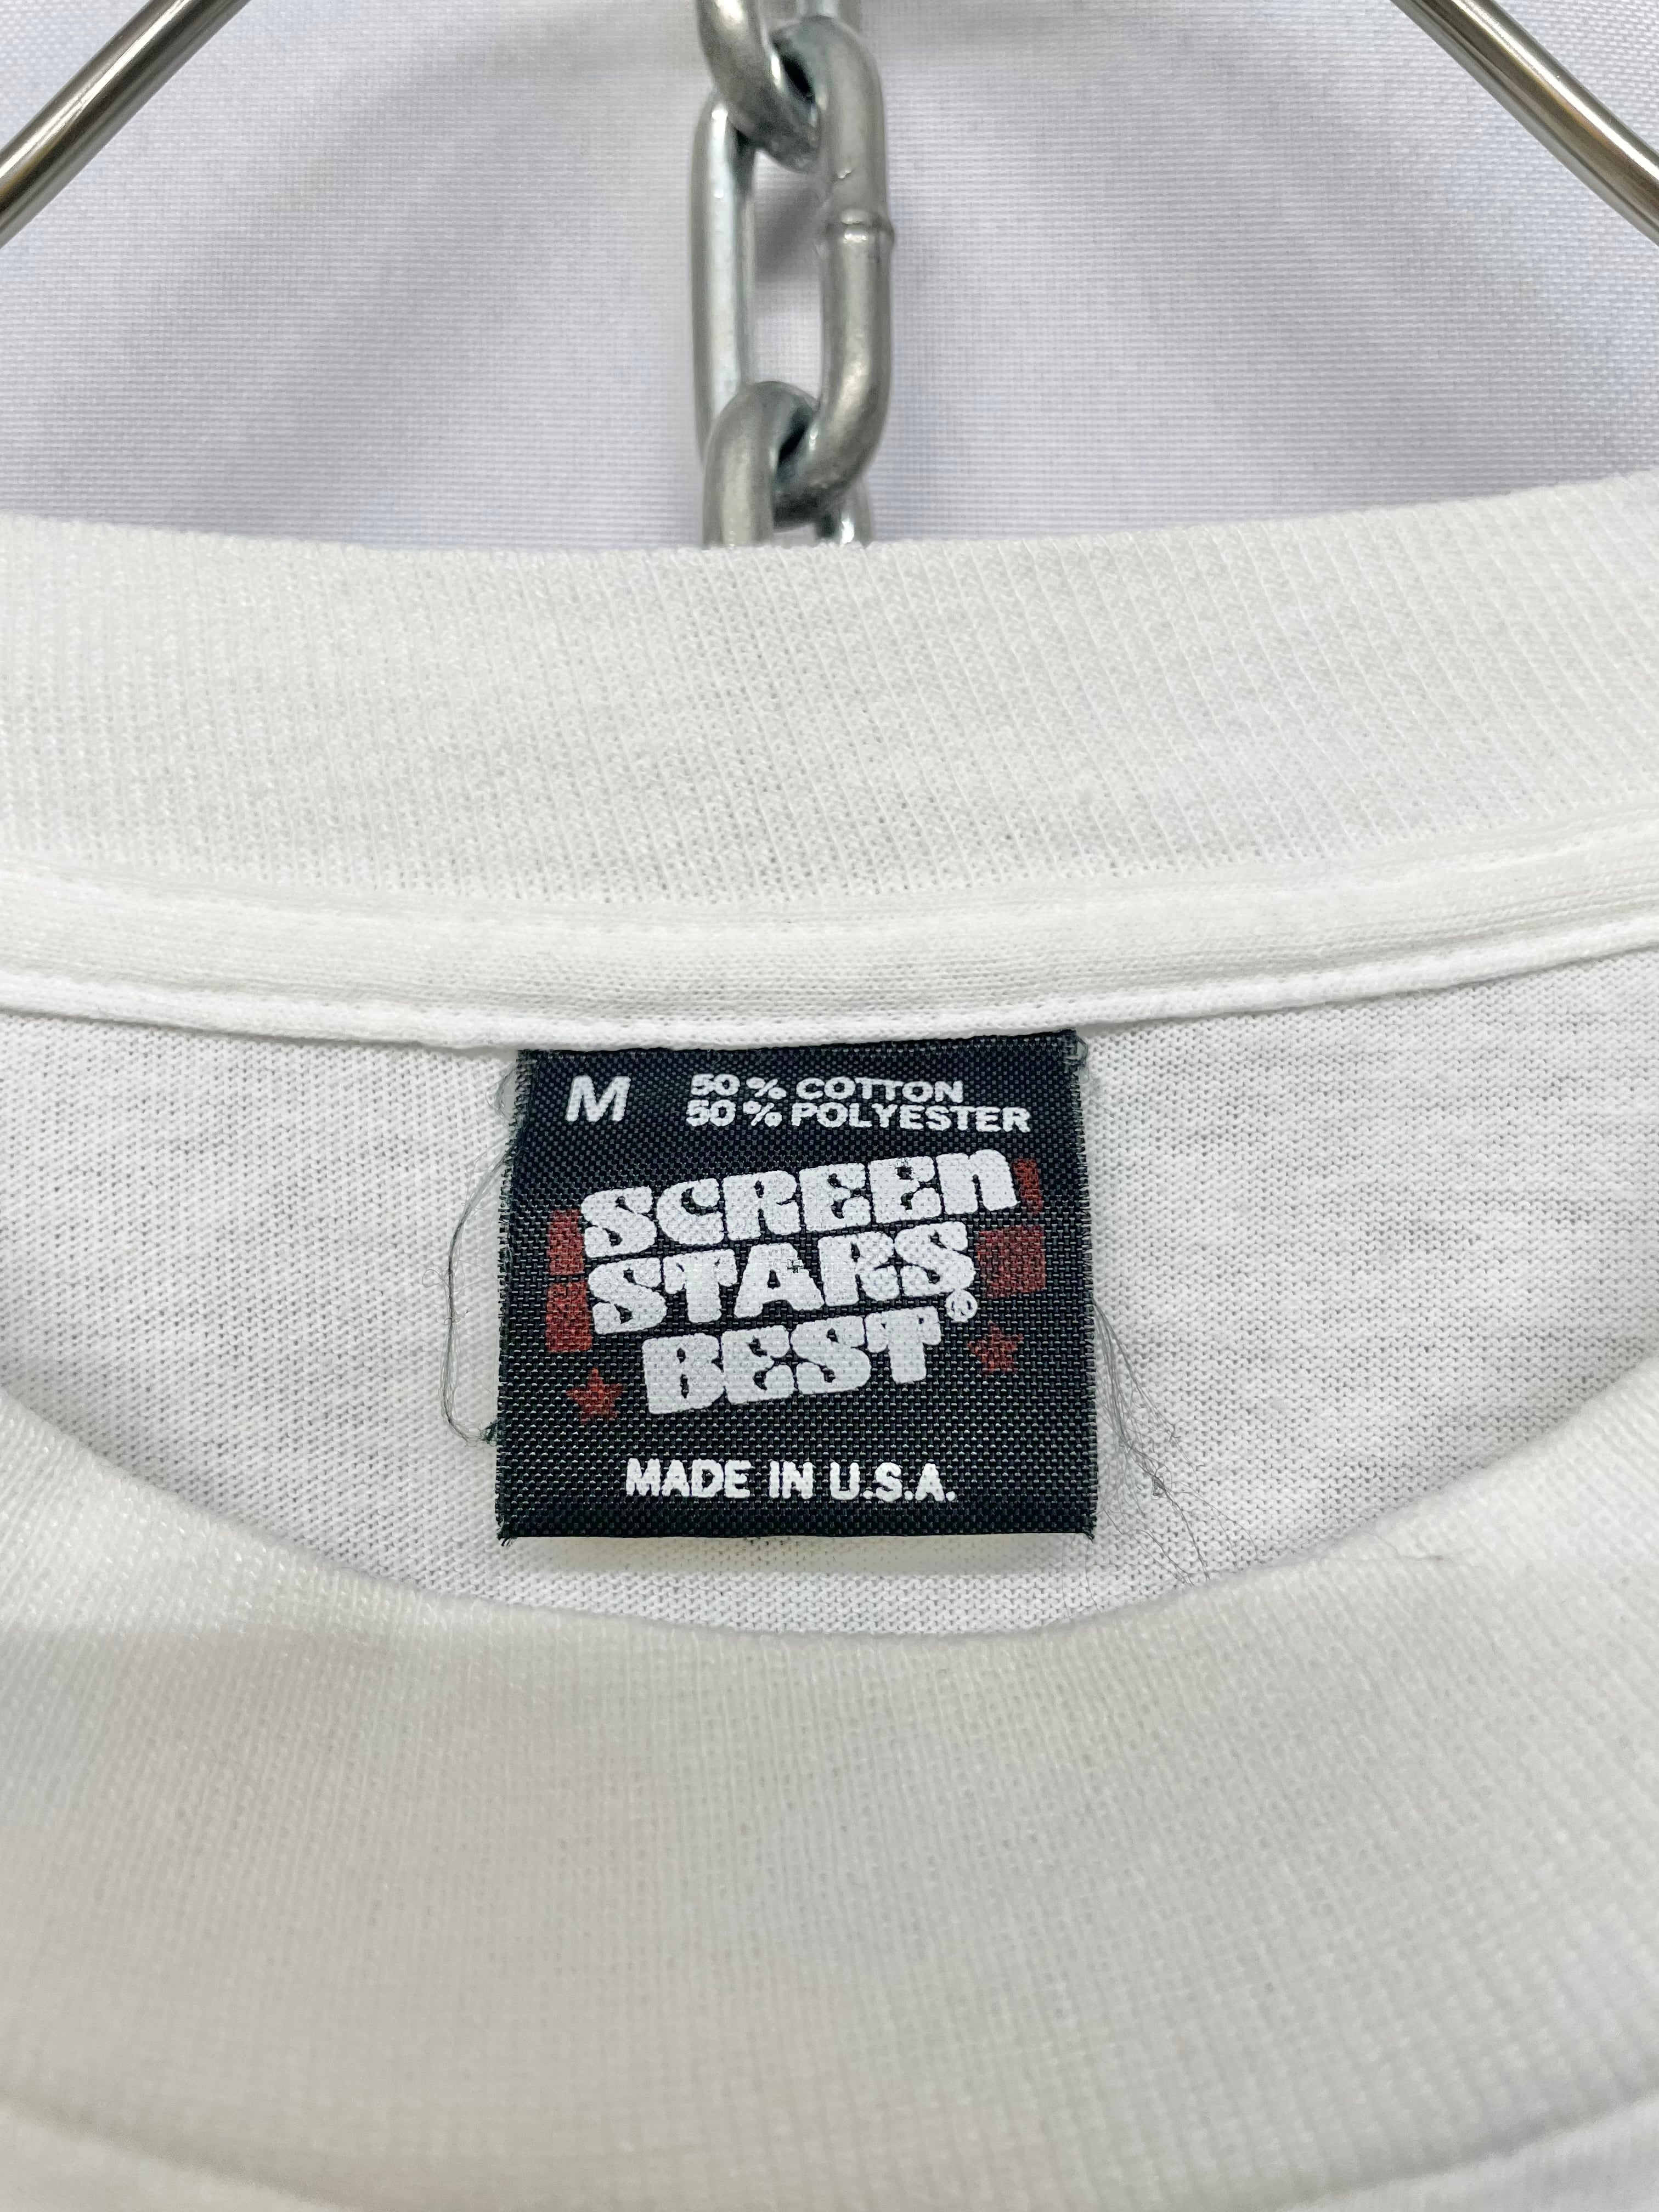 M 50% COTTON
50% POLYESTER
SCREEn
STARS
BEST®
MADE IN U.S.A.